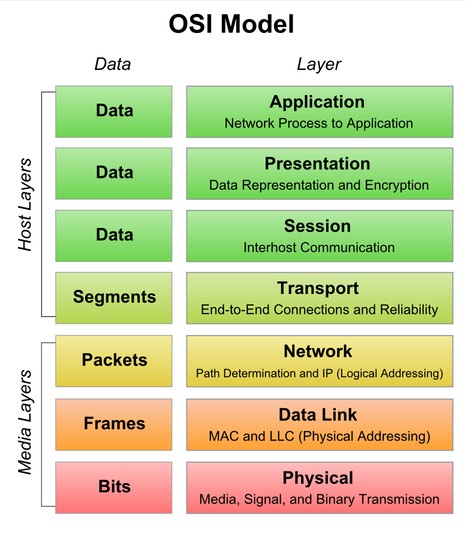 OSI Model
Data Layer
Host Layers
Data
Application
Network Process to Application
Data
Presentation
Data Representation and Encryption
Data
Session
Interhost Communication
Segments
Transport
End-to-End Connections and Reliability
Media Layers
Packets
Network
Path Determination and IP (Logical Addressing)
Frames
Data Link
MAC and LLC (Physical Addressing)
Bits
Physical
Media, Signal, and Binary Transmission